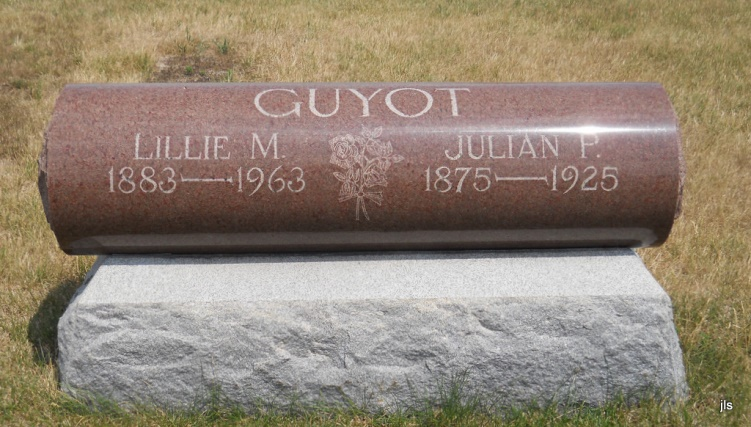 GUYOT
LILLIE M. JULIAN P.
1883—1963 1875—1925
jls